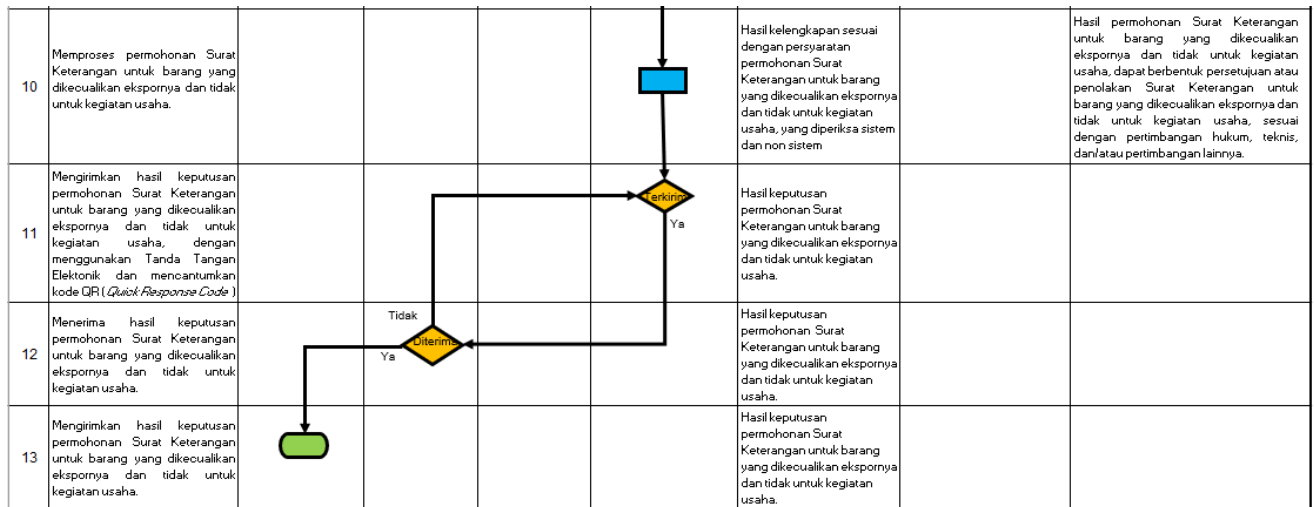 10
Memproses permohonan Surat
Keterangan untuk barang yang
dikecualikan ekspornya dan tidak
untuk kegiatan usaha.
Hasil kelengkapan sesuai
dengan persyaratan
permohonan Surat
Keterangan untuk barang
yang dikecualikan ekspornya
dan tidak untuk kegiatan
usaha, yang diperiksa sistem
dan non sistem
Hasil permohonan Surat Keterangan
untuk barang yang dikecualikan
ekspornya dan tidak untuk kegiatan
usaha, dapat berbentuk persetujuan atau
penolakan Surat Keterangan untuk
barang yang dikecualikan ekspornya dan
tidak untuk kegiatan usaha, sesuai
dengan pertimbangan hukum, teknis,
dan/atau pertimbangan lainnya.
11
Mengirimkan hasil keputusan
permohonan Surat Keterangan
untuk barang yang dikecualikan
ekspornya dan tidak untuk
kegiatan usaha, dengan
menggunakan Tanda Tangan
Elektonik dan mencantumkan
kode QR (Quick Response Code)
Terkirim
Ya
Hasil keputusan
permohonan Surat
Keterangan untuk barang
yang dikecualikan ekspornya
dan tidak untuk kegiatan
usaha.
12
Menerima hasil keputusan
permohonan Surat Keterangan
untuk barang yang dikecualikan
ekspornya dan tidak untuk
kegiatan usaha.
Tidak
Diterima
Ya
Hasil keputusan
permohonan Surat
Keterangan untuk barang
yang dikecualikan ekspornya
dan tidak untuk kegiatan
usaha.
13
Mengirimkan hasil keputusan
permohonan Surat Keterangan
untuk barang yang dikecualikan
ekspornya dan tidak untuk
kegiatan usaha.
Hasil keputusan
permohonan Surat
Keterangan untuk barang
yang dikecualikan ekspornya
dan tidak untuk kegiatan
usaha.